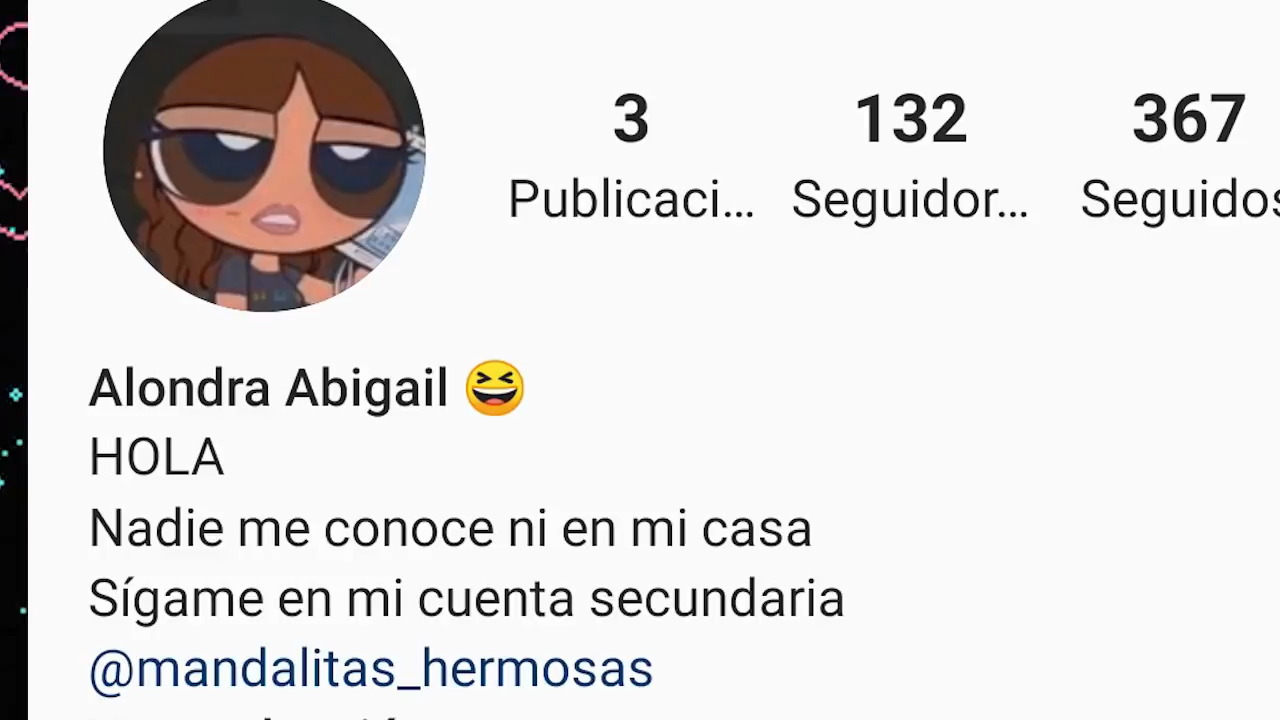 3 132 367
Publicaci... Seguidor... Seguidos
Alondra Abigail 😆
HOLA
Nadie me conoce ni en mi casa
Sígame en mi cuenta secundaria
@mandalitas_hermosas